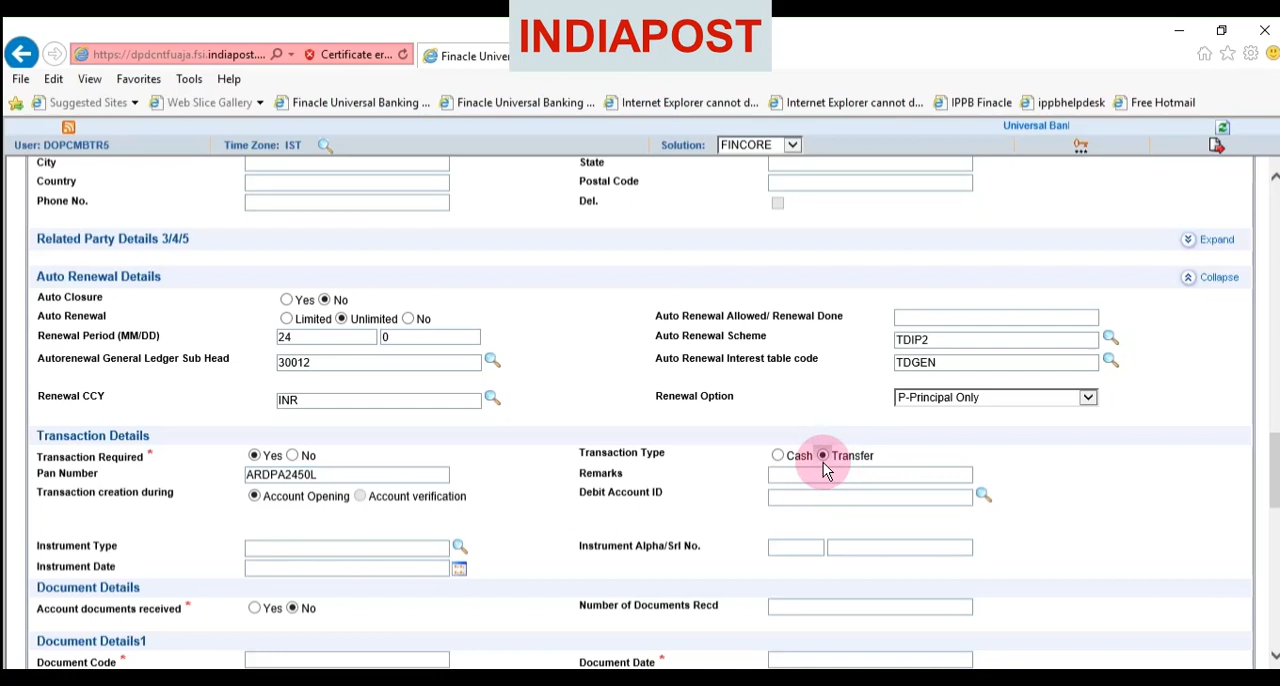 INDIAPOST
https://dpdcntfuaja.fsi.indiapost.... Certificate er... Finacle Univer
File Edit View Favorites Tools Help
Suggested Sites Web Slice Gallery Finacle Universal Banking ... Finacle Universal Banking ... Internet Explorer cannot d... Internet Explorer cannot d... IPPB Finacle ippbhelpdesk Free Hotmail
Universal Ban
User: DOPCMBTR5 Time Zone: IST Solution: FINCORE
City State
Country Postal Code
Phone No. Del.
Related Party Details 3/4/5 Expand
Auto Renewal Details Collapse
Auto Closure Yes No
Auto Renewal Limited Unlimited No Auto Renewal Allowed/ Renewal Done
Renewal Period (MM/DD) 24 0 Auto Renewal Scheme TDIP2
Autorenewal General Ledger Sub Head 30012 Auto Renewal Interest table code TDGEN
Renewal CCY INR Renewal Option P-Principal Only
Transaction Details
Transaction Required * Yes No Transaction Type Cash Transfer
Pan Number ARDPA2450L Remarks
Transaction creation during Account Opening Account verification Debit Account ID
Instrument Type Instrument Alpha/Srl No.
Instrument Date
Document Details
Account documents received * Yes No Number of Documents Recd
Document Details1
Document Code * Document Date *